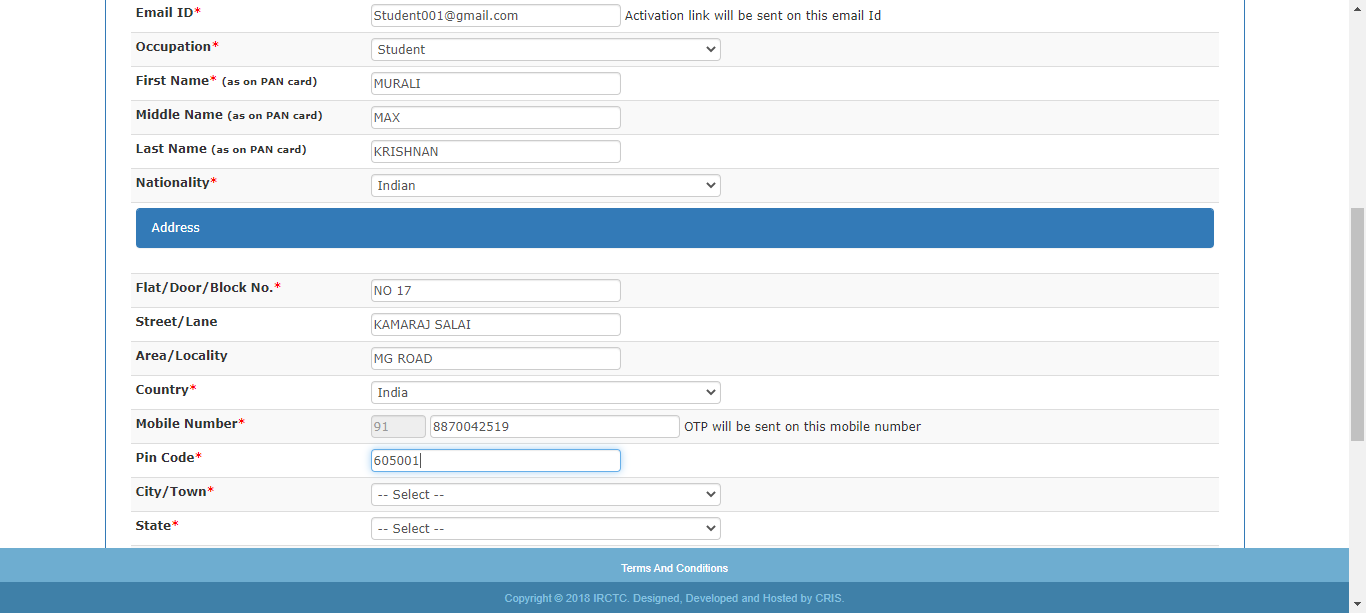 Email ID* Student001@gmail.com Activation link will be sent on this email Id
Occupation* Student
First Name* (as on PAN card) MURALI
Middle Name (as on PAN card) MAX
Last Name (as on PAN card) KRISHNAN
Nationality* Indian
Address
Flat/Door/Block No.* NO 17
Street/Lane KAMARAJ SALAI
Area/Locality MG ROAD
Country* India
Mobile Number* 91 8870042519 OTP will be sent on this mobile number
Pin Code* 605001
City/Town* -- Select --
State* -- Select --
Terms And Conditions
Copyright © 2018 IRCTC. Designed, Developed and Hosted by CRIS.